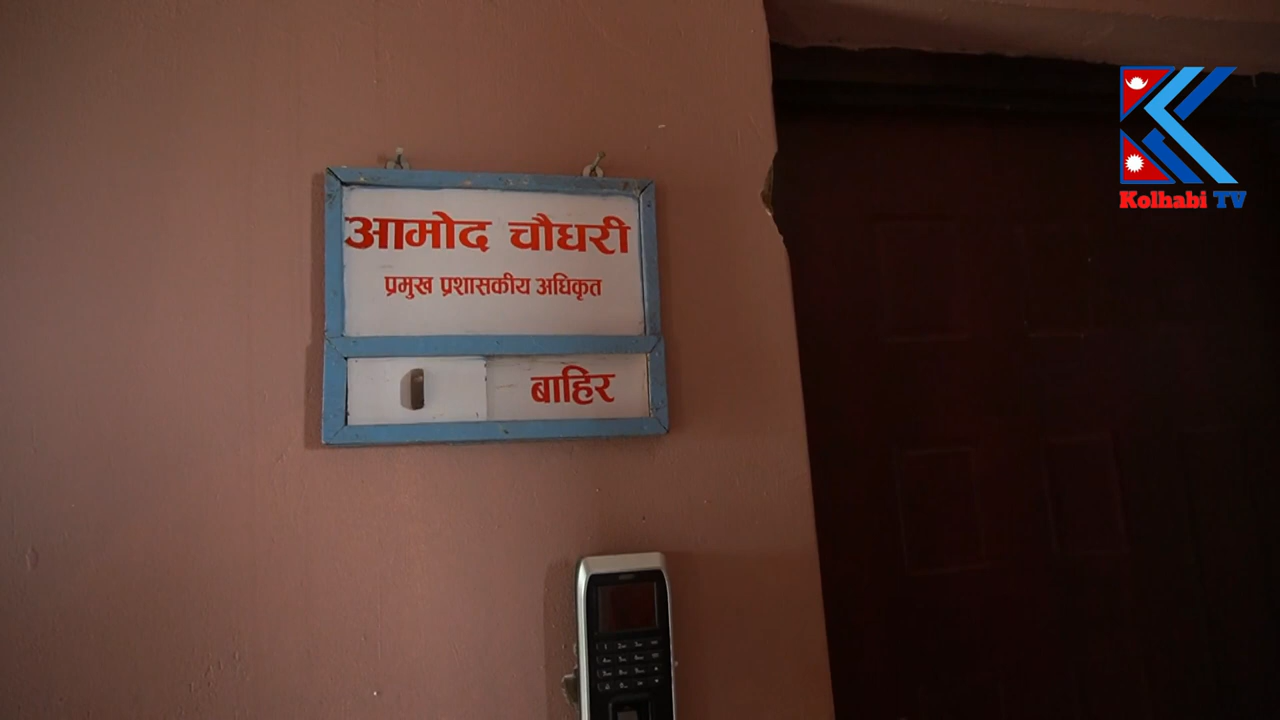 Kolhabi TV
आमोद चौधरी
प्रमुख प्रशासकीय अधिकृत
बाहिर